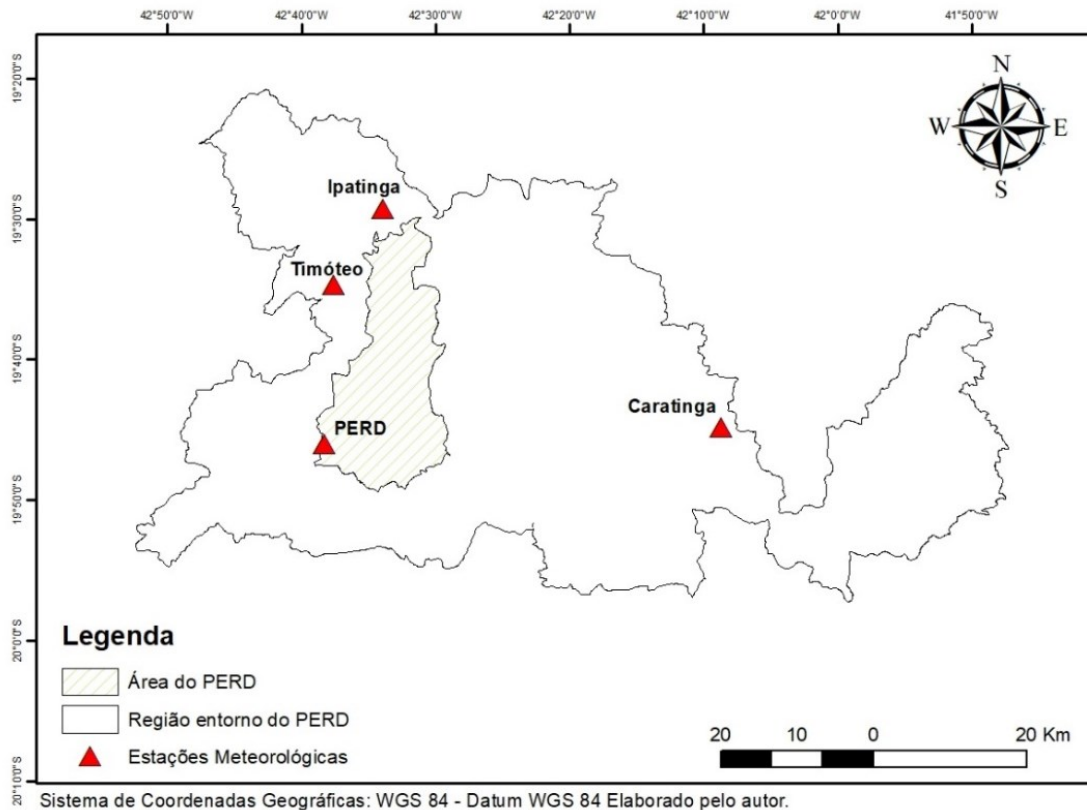 42°50'0"W 42°40'0"W 42°30'0"W 42°20'0"W 42°10'0"W 42°0'0"W 41°50'0"W
19°20'0"S
N
W E
S
Ipatinga
19°30'0"S
Timóteo
19°40'0"S
Caratinga
PERD
19°50'0"S
Legenda
20°0'0"S
Área do PERD
Região entorno do PERD
20 10 0 20 Km
Estações Meteorológicas
20°10'0"S
Sistema de Coordenadas Geográficas: WGS 84 - Datum WGS 84 Elaborado pelo autor.